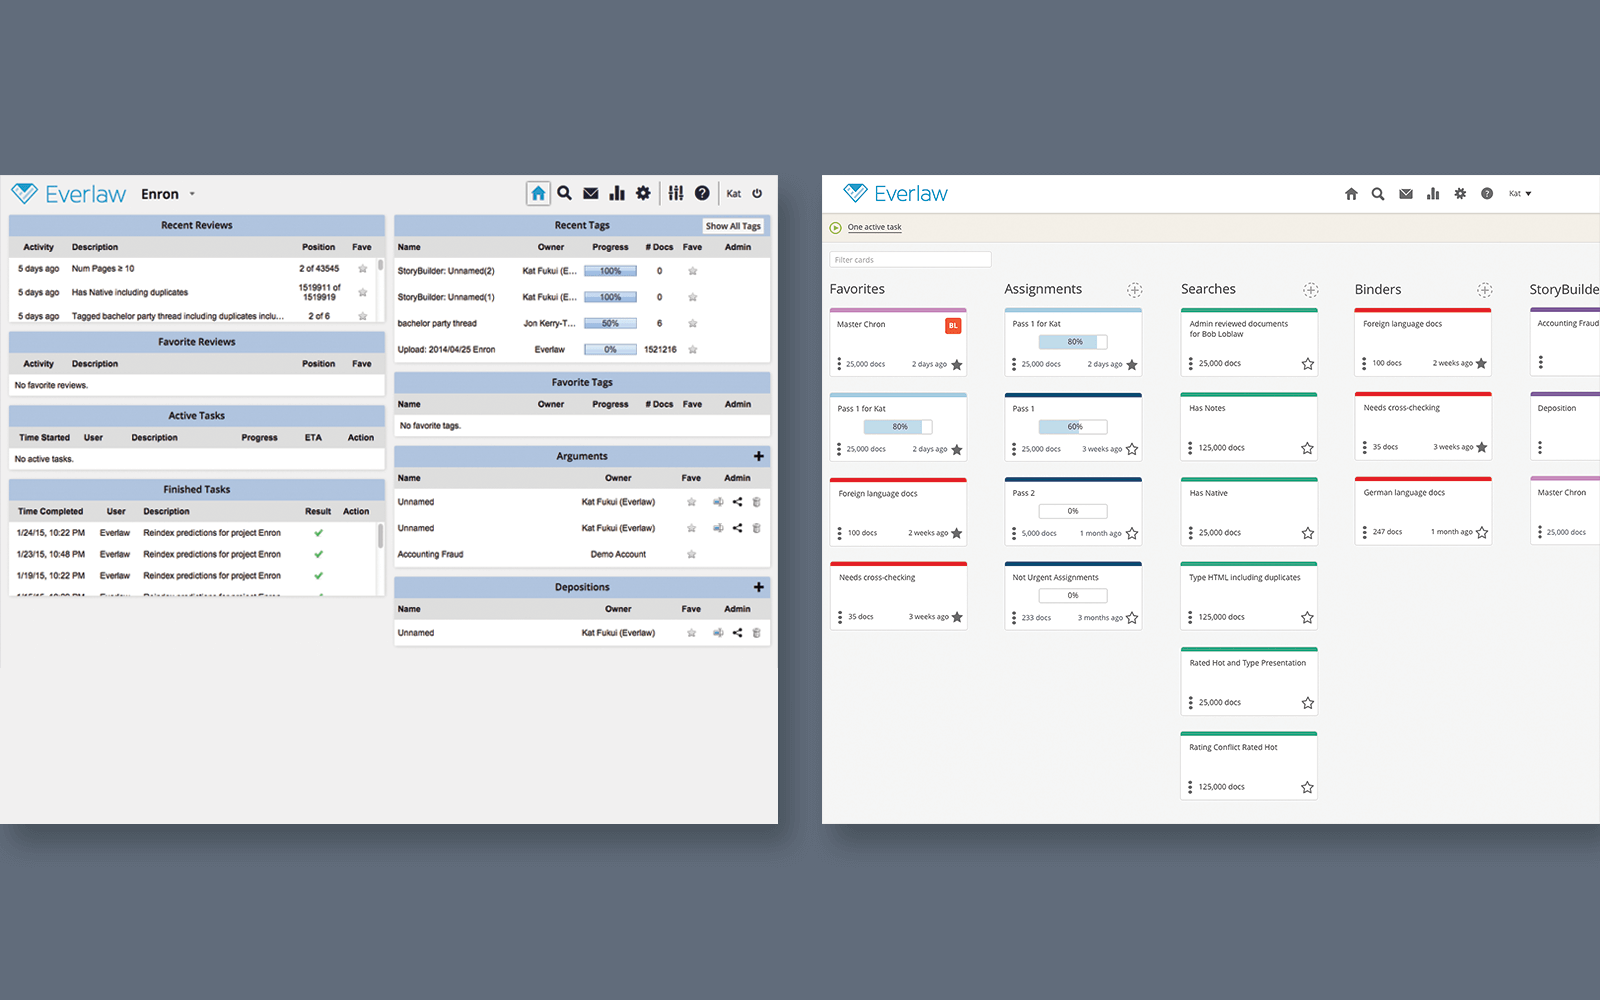 Everlaw Enron
Kat
Recent Reviews
Activity Description Position Fave
5 days ago Num Pages ≥ 10 2 of 43545
5 days ago Has Native including duplicates 1519911 of 1519919
5 days ago Tagged bachelor party thread including duplicates inclu... 2 of 6
Favorite Reviews
Activity Description Position Fave
No favorite reviews.
Active Tasks
Time Started User Description Progress ETA Action
No active tasks.
Finished Tasks
Time Completed User Description Result Action
1/24/15, 10:22 PM Everlaw Reindex predictions for project Enron
1/23/15, 10:48 PM Everlaw Reindex predictions for project Enron
1/19/15, 10:22 PM Everlaw Reindex predictions for project Enron
Recent Tags Show All Tags
Name Owner Progress # Docs Fave Admin
StoryBuilder: Unnamed(2) Kat Fukui (E... 100% 0
StoryBuilder: Unnamed(1) Kat Fukui (E... 100% 0
bachelor party thread Jon Kerry-T... 50% 6
Upload: 2014/04/25 Enron Everlaw 0% 1521216
Favorite Tags
Name Owner Progress # Docs Fave Admin
No favorite tags.
Arguments
Name Owner Fave Admin
Unnamed Kat Fukui (Everlaw)
Unnamed Kat Fukui (Everlaw)
Accounting Fraud Demo Account
Depositions
Name Owner Fave Admin
Unnamed Kat Fukui (Everlaw)
Everlaw
Kat
One active task
Filter cards
Favorites
Master Chron BL
25,000 docs 2 days ago
Pass 1 for Kat
80%
25,000 docs 2 days ago
Foreign language docs
100 docs 2 weeks ago
Needs cross-checking
35 docs 3 weeks ago
Assignments
Pass 1 for Kat
80%
25,000 docs 2 days ago
Pass 1
60%
25,000 docs 3 weeks ago
Pass 2
0%
5,000 docs 1 month ago
Not Urgent Assignments
0%
233 docs 3 months ago
Searches
Admin reviewed documents
for Bob Loblaw
25,000 docs
Has Notes
125,000 docs
Has Native
25,000 docs
Type HTML including duplicates
125,000 docs
Rated Hot and Type Presentation
25,000 docs
Rating Conflict Rated Hot
125,000 docs
Binders
Foreign language docs
100 docs 2 weeks ago
Needs cross-checking
35 docs 3 weeks ago
German language docs
247 docs 1 month ago
StoryBuilde
Accounting Fraud
Deposition
Master Chron
25,000 docs